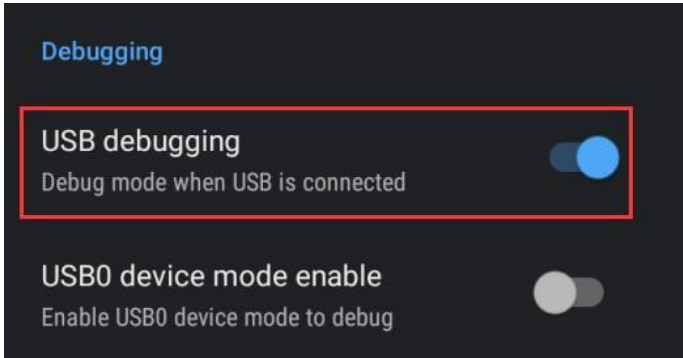 Debugging
USB debugging
Debug mode when USB is connected
USB0 device mode enable
Enable USB0 device mode to debug